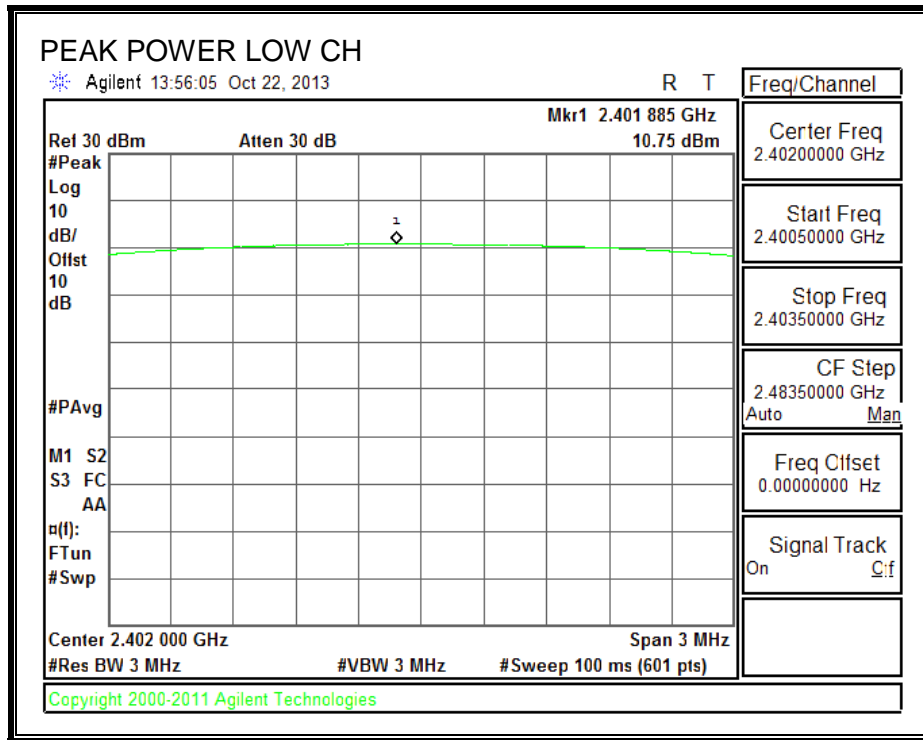 PEAK POWER LOW CH
Agilent 13:56:05 Oct 22, 2013 R T
Mkr1 2.401 885 GHz
Ref 30 dBm Atten 30 dB 10.75 dBm
#Peak
Log
10
dB/
Offst
10
dB
1
#PAvg
M1 S2
S3 FC
AA
¤(f):
FTun
#Swp
Center 2.402 000 GHz Span 3 MHz
#Res BW 3 MHz #VBW 3 MHz #Sweep 100 ms (601 pts)
Copyright 2000-2011 Agilent Technologies
Freq/Channel
Center Freq
2.40200000 GHz
Start Freq
2.40050000 GHz
Stop Freq
2.40350000 GHz
CF Step
2.48350000 GHz
Auto Man
Freq Offset
0.00000000 Hz
Signal Track
On Off